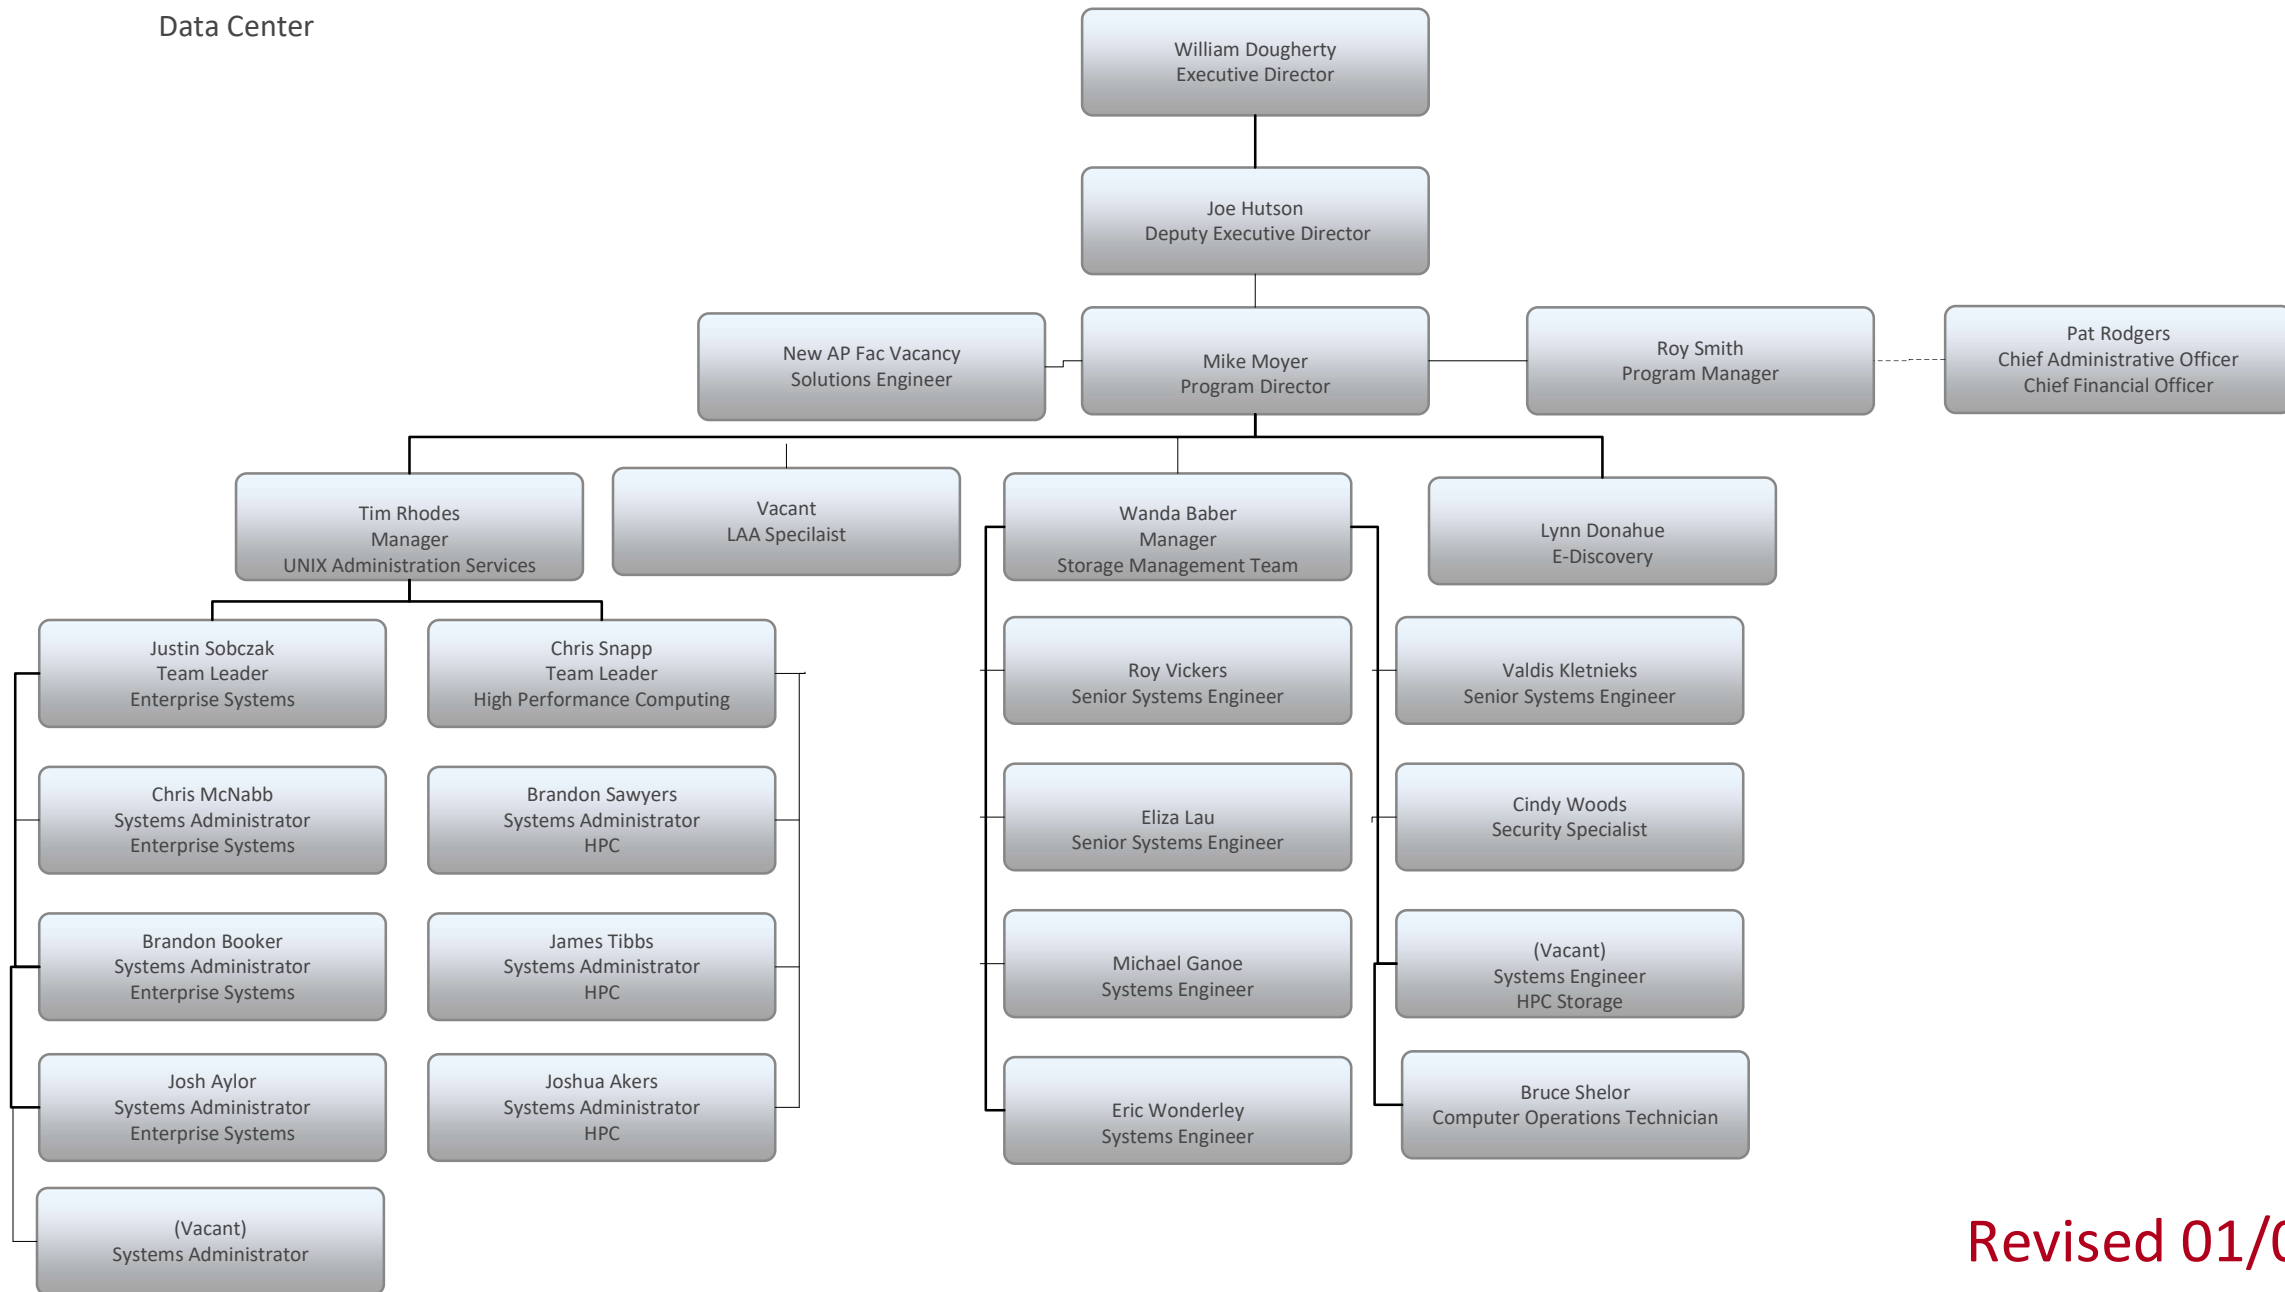 Data Center
William Dougherty
Executive Director
Joe Hutson
Deputy Executive Director
New AP Fac Vacancy
Solutions Engineer
Mike Moyer
Program Director
Roy Smith
Program Manager
Pat Rodgers
Chief Administrative Officer
Chief Financial Officer
Tim Rhodes
Manager
UNIX Administration Services
Vacant
LAA Specilaist
Wanda Baber
Manager
Storage Management Team
Lynn Donahue
E-Discovery
Justin Sobczak
Team Leader
Enterprise Systems
Chris Snapp
Team Leader
High Performance Computing
Roy Vickers
Senior Systems Engineer
Valdis Kletnieks
Senior Systems Engineer
Chris McNabb
Systems Administrator
Enterprise Systems
Brandon Sawyers
Systems Administrator
HPC
Eliza Lau
Senior Systems Engineer
Cindy Woods
Security Specialist
Brandon Booker
Systems Administrator
Enterprise Systems
James Tibbs
Systems Administrator
HPC
Michael Ganoe
Systems Engineer
(Vacant)
Systems Engineer
HPC Storage
Josh Aylor
Systems Administrator
Enterprise Systems
Joshua Akers
Systems Administrator
HPC
Eric Wonderley
Systems Engineer
Bruce Shelor
Computer Operations Technician
(Vacant)
Systems Administrator
Revised 01/